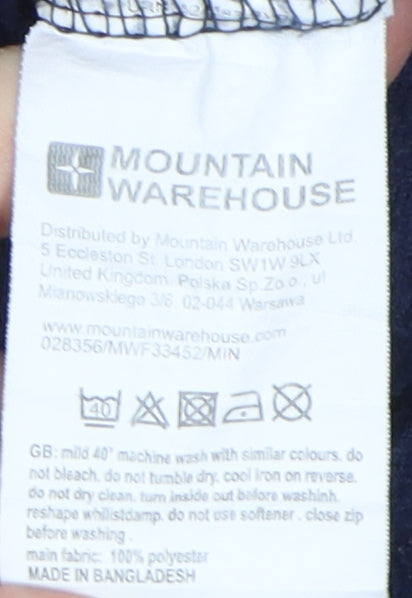 MOUNTAIN
WAREHOUSE
Distributed by Mountain Warehouse Ltd.
5 Eccleston St. London SW1W 9LX
United Kingdom. Polska Sp.Zo.o., ul
Mianowskiego 3/6, 02-044 Warsawa
www.mountainwarehouse.com
028356/MWF33452/MIN
40
GB: mild 40° machine wash with similar colours. do
not bleach. do not tumble dry. cool iron on reverse.
do not dry clean. turn inside out before washinh.
reshape whilistdamp. do not use softener . close zip
before washing .
main fabric: 100% polyester
MADE IN BANGLADESH